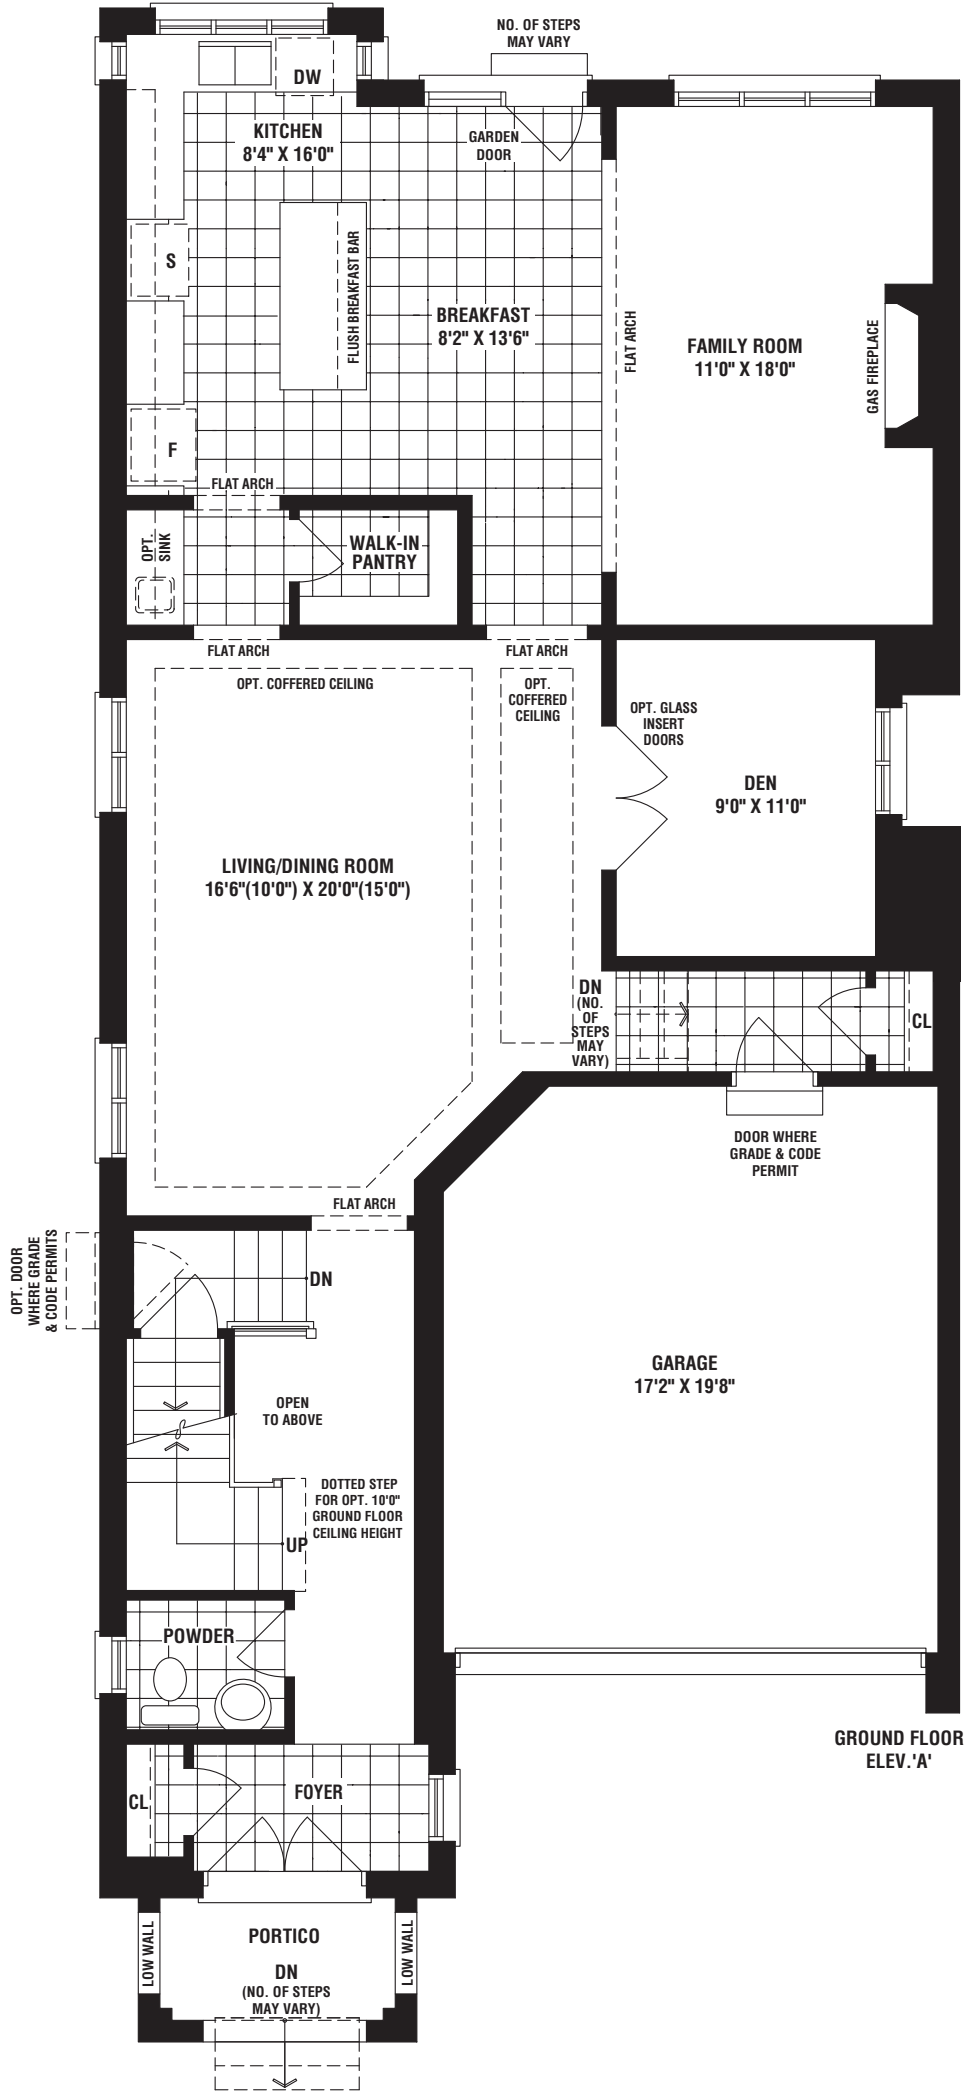 NO. OF STEPS
MAY VARY
DW
KITCHEN
8'4" X 16'0"
GARDEN
DOOR
S
FLUSH BREAKFAST BAR
BREAKFAST
8'2" X 13'6"
FLAT ARCH
FAMILY ROOM
11'0" X 18'0"
GAS FIREPLACE
F
FLAT ARCH
OPT.
SINK
WALK-IN
PANTRY
FLAT ARCH
FLAT ARCH
OPT. COFFERED CEILING
OPT.
COFFERED
CEILING
OPT. GLASS
INSERT
DOORS
DEN
9'0" X 11'0"
LIVING/DINING ROOM
16'6"(10'0") X 20'0"(15'0")
DN
(NO.
OF
STEPS
MAY
VARY)
CL
DOOR WHERE
GRADE & CODE
PERMIT
FLAT ARCH
OPT. DOOR
WHERE GRADE
& CODE PERMITS
DN
GARAGE
17'2" X 19'8"
OPEN
TO ABOVE
DOTTED STEP
FOR OPT. 10'0"
GROUND FLOOR
CEILING HEIGHT
UP
POWDER
GROUND FLOOR
ELEV.'A'
CL
FOYER
LOW WALL
PORTICO
LOW WALL
DN
(NO. OF STEPS
MAY VARY)